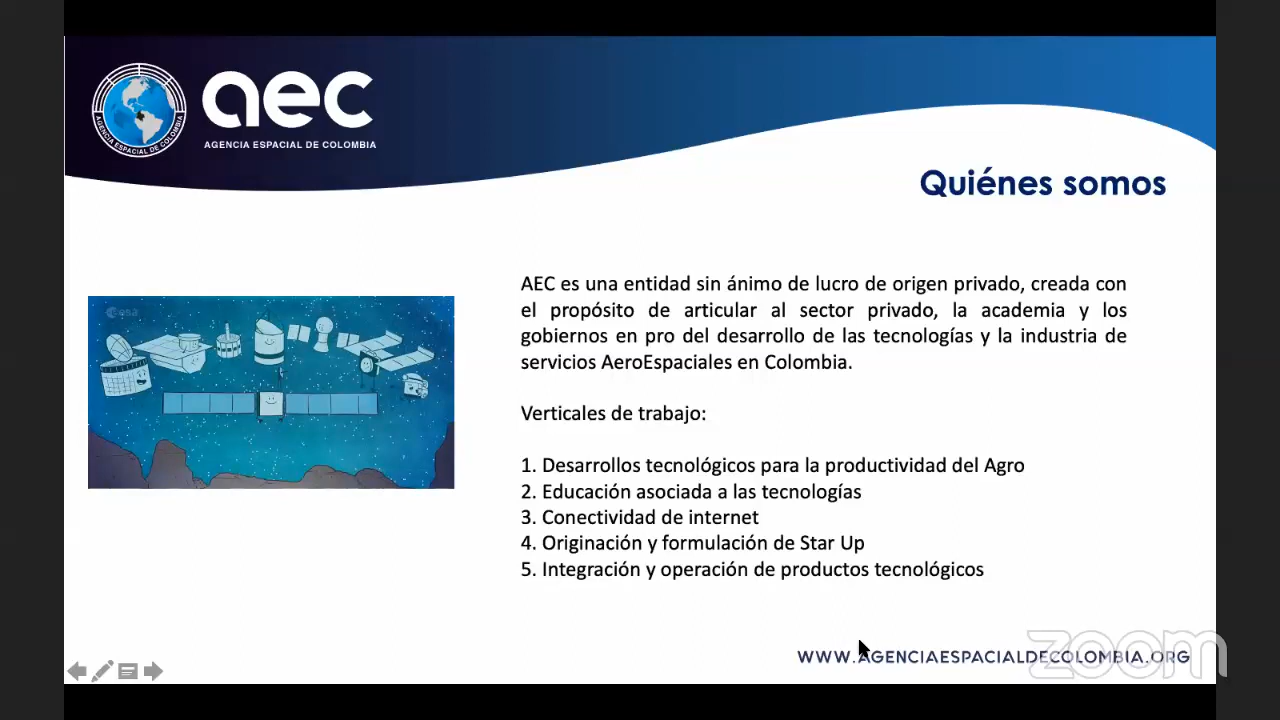 aec
AGENCIA ESPACIAL DE COLOMBIA
AGENCIA ESPACIAL DE COLOMBIA
Quiénes somos
esa
AEC es una entidad sin ánimo de lucro de origen privado, creada con
el propósito de articular al sector privado, la academia y los
gobiernos en pro del desarrollo de las tecnologías y la industria de
servicios AeroEspaciales en Colombia.
Verticales de trabajo:
1. Desarrollos tecnológicos para la productividad del Agro
2. Educación asociada a las tecnologías
3. Conectividad de internet
4. Originación y formulación de Star Up
5. Integración y operación de productos tecnológicos
WWW.AGENCIAESPACIALDECOLOMBIA.ORG
zoom